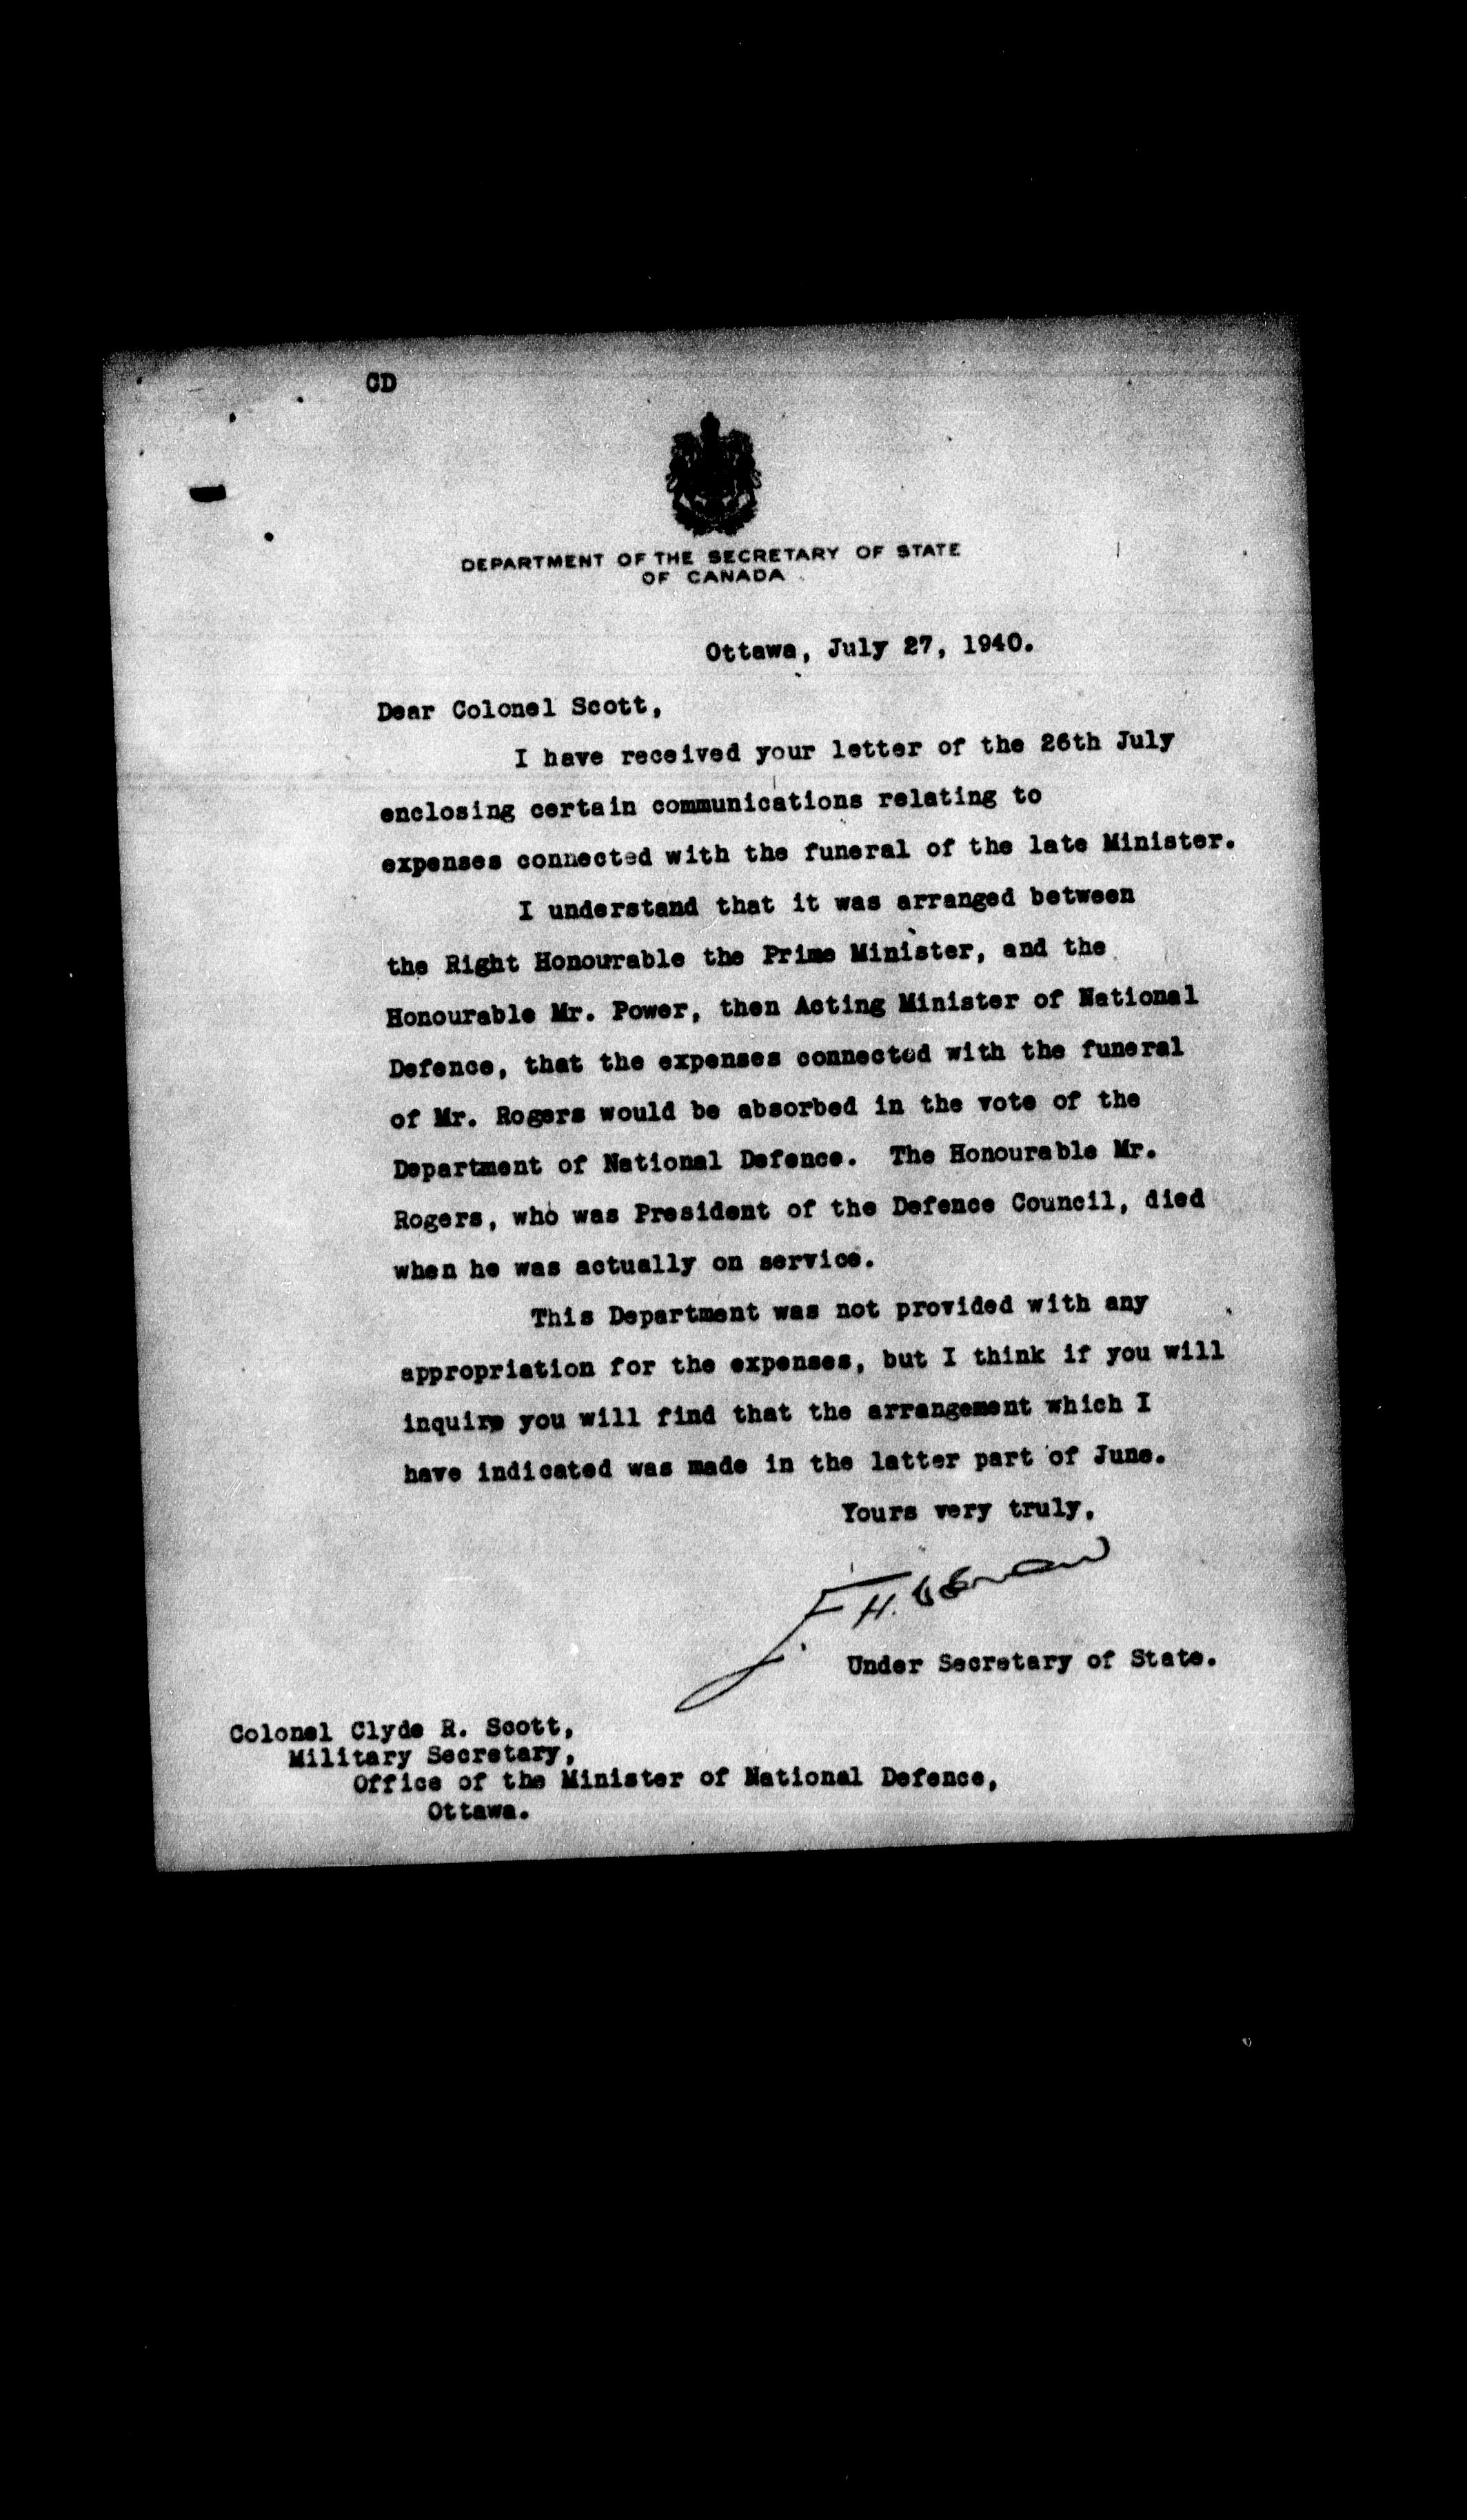 CD
DEPARTMENT OF THE SECRETARY OF STATE
OF CANADA
Ottawa, July 27, 1940.
Dear Colonel Scott,
I have received your letter of the 26th July
enclosing certain communications relating to
expenses connected with the funeral of the late Minister.
I understand that it was arranged between
the Right Honourable the Prime Minister, and the
Honourable Mr. Power, then Acting Minister of National
Defence, that the expenses connected with the funeral
of Mr. Rogers would be absorbed in the vote of the
Department of National Defence. The Honourable Mr.
Rogers, who was President of the Defence Council, died
when he was actually on service.
This Department was not provided with any
appropriation for the expenses, but I think if you will
inquire you will find that the arrangement which I
have indicated was made in the latter part of June.
Yours very truly,
Under Secretary of State.
Colonel Clyde R. Scott,
Military Secretary,
Office of the Minister of National Defence,
Ottawa.